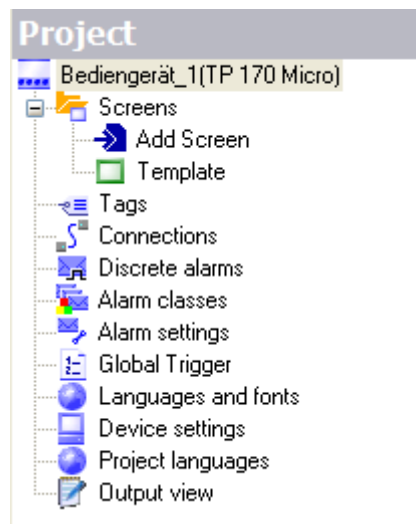 Project
Bediengerät_1(TP 170 Micro)
Screens
Add Screen
Template
Tags
Connections
Discrete alarms
Alarm classes
Alarm settings
Global Trigger
Languages and fonts
Device settings
Project languages
Output view